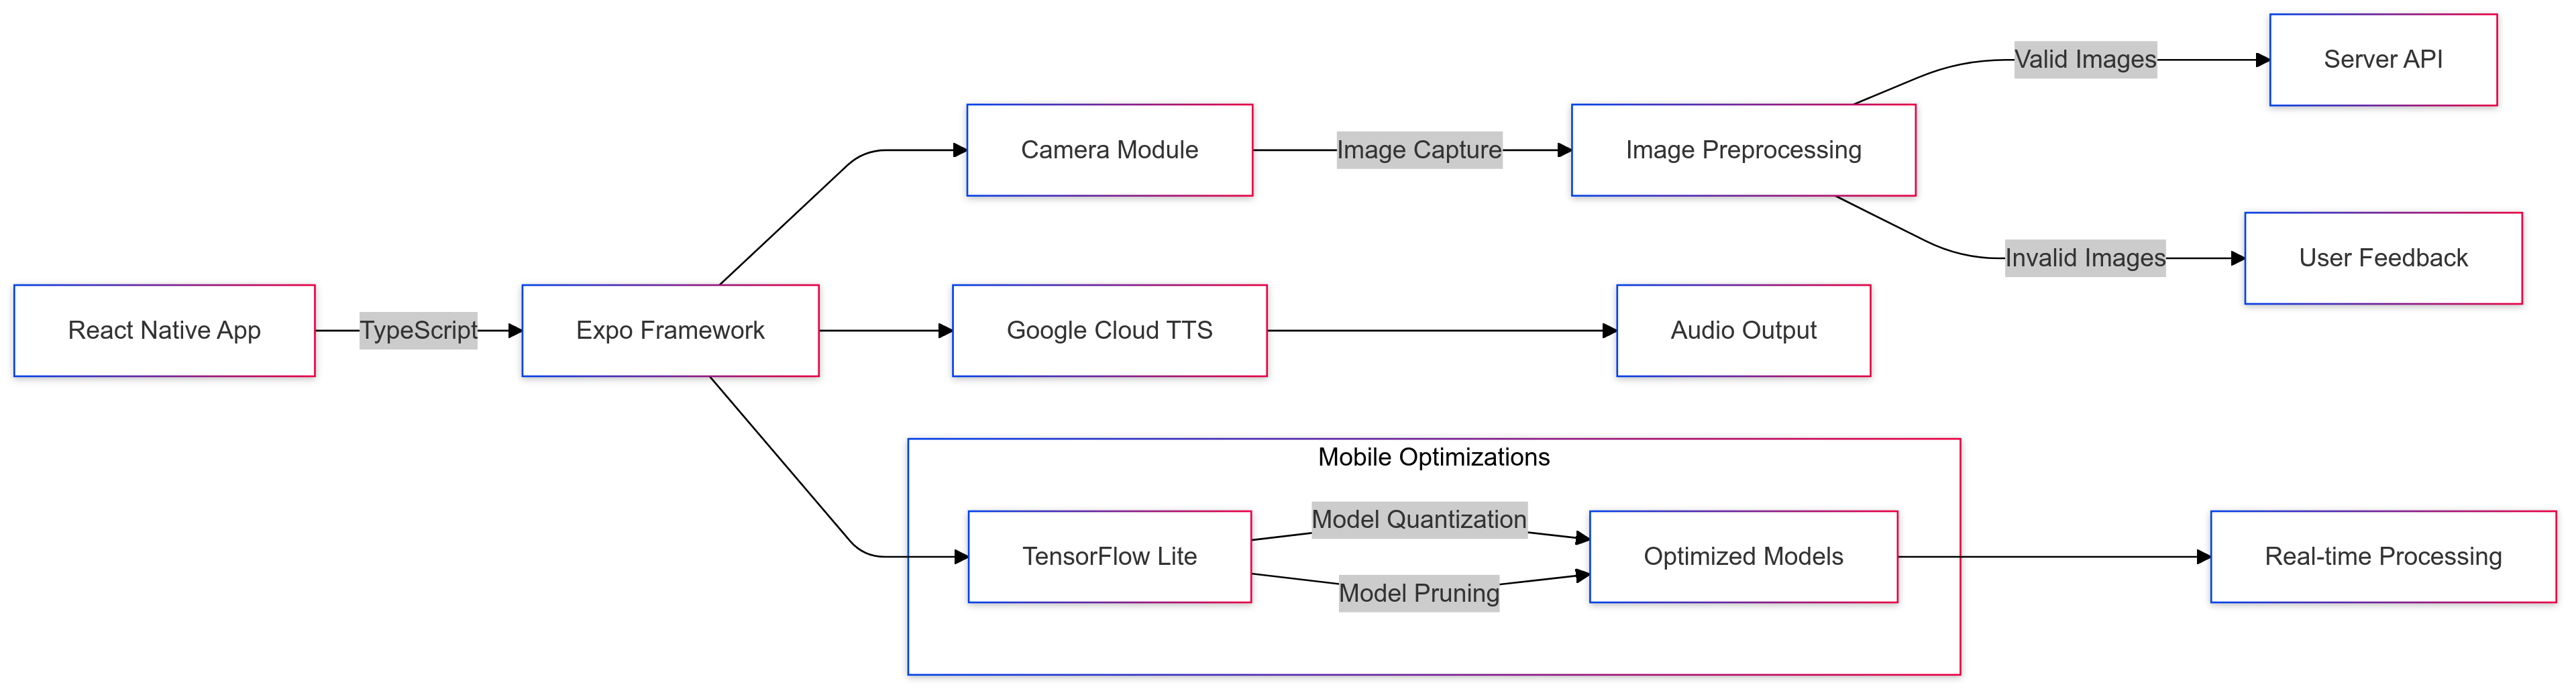 Server API
Valid Images
Camera Module
Image Capture
Image Preprocessing
Invalid Images
User Feedback
React Native App
TypeScript
Expo Framework
Google Cloud TTS
Audio Output
Mobile Optimizations
Model Quantization
TensorFlow Lite
Optimized Models
Real-time Processing
Model Pruning